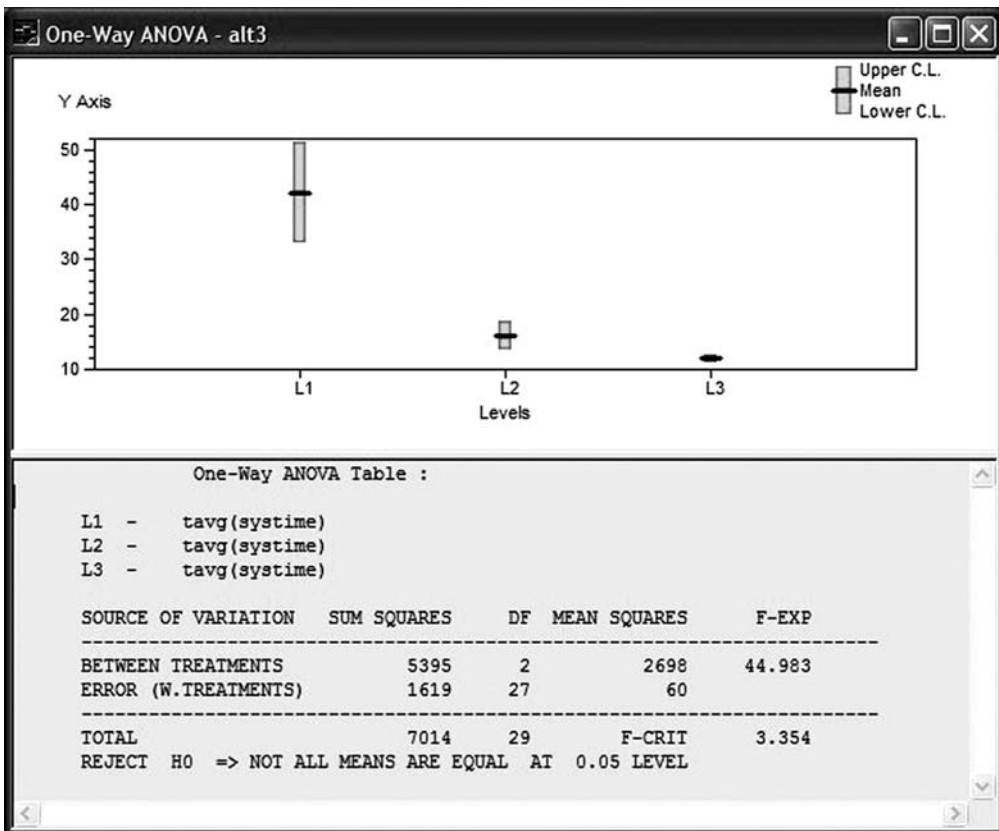 One-Way ANOVA - alt3
Upper C.L.
Mean
Lower C.L.
Y Axis
50
40
30
20
10
L1 L2 L3
Levels
One-Way ANOVA Table :
L1 - tavg(systime)
L2 - tavg(systime)
L3 - tavg(systime)
SOURCE OF VARIATION SUM SQUARES DF MEAN SQUARES F-EXP
BETWEEN TREATMENTS 5395 2 2698 44.983
ERROR (W.TREATMENTS) 1619 27 60
TOTAL 7014 29 F-CRIT 3.354
REJECT H0 => NOT ALL MEANS ARE EQUAL AT 0.05 LEVEL